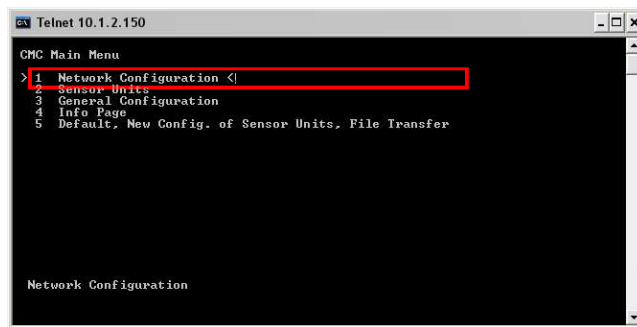 Telnet 10.1.2.150
CMC Main Menu
> 1 Network Configuration <
2 Sensor Units
3 General Configuration
4 Info Page
5 Default, New Config. of Sensor Units, File Transfer
Network Configuration